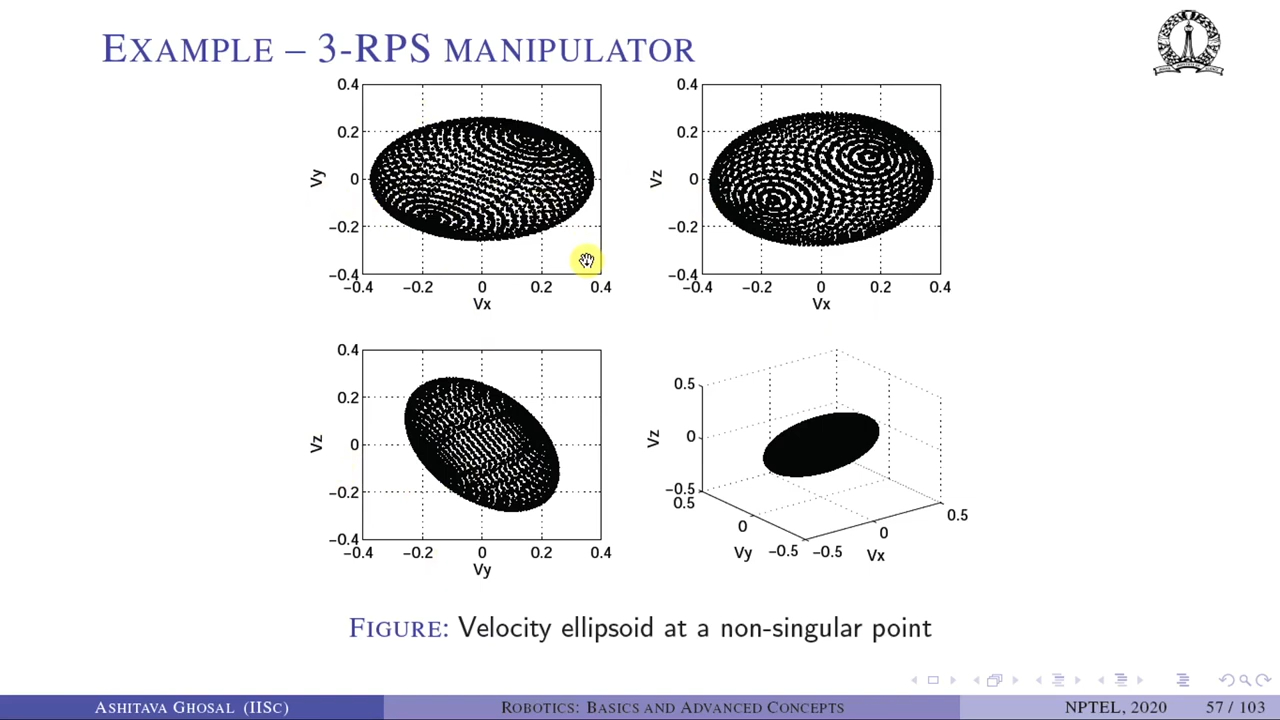 EXAMPLE – 3-RPS MANIPULATOR
0.4
0.2
0
−0.2
−0.4
Vy
−0.4 −0.2 0 0.2 0.4
Vx
0.4
0.2
0
−0.2
−0.4
Vz
−0.4 −0.2 0 0.2 0.4
Vx
0.4
0.2
0
−0.2
−0.4
Vz
−0.4 −0.2 0 0.2 0.4
Vy
0.5
0
−0.5
Vz
0.5
0
−0.5
Vy
−0.5
0
0.5
Vx
FIGURE: Velocity ellipsoid at a non-singular point
ASHITAVA GHOSAL (IISC) ROBOTICS: BASICS AND ADVANCED CONCEPTS NPTEL, 2020 57 / 103